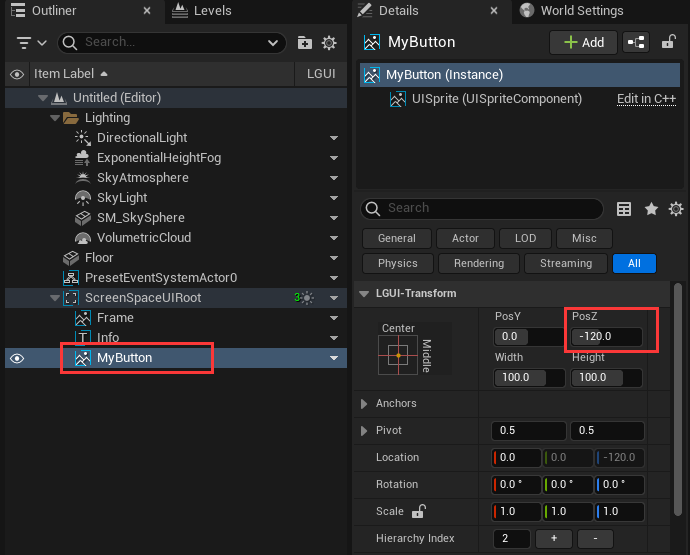 Outliner
Levels
Search...
Item Label
LGUI
Untitled (Editor)
Lighting
DirectionalLight
ExponentialHeightFog
SkyAtmosphere
SkyLight
SM_SkySphere
VolumetricCloud
Floor
PresetEventSystemActor0
ScreenSpaceUIRoot
3
Frame
Info
MyButton
Details
World Settings
MyButton
Add
MyButton (Instance)
UISprite (UISpriteComponent)
Edit in C++
Search
General
Actor
LOD
Misc
Physics
Rendering
Streaming
All
LGUI-Transform
Center
Middle
PosY
PosZ
0.0
-120.0
Width
Height
100.0
100.0
Anchors
Pivot
0.5
0.5
Location
0.0
0.0
-120.0
Rotation
0.0 °
0.0 °
0.0 °
Scale
1.0
1.0
1.0
Hierarchy Index
2
+
-